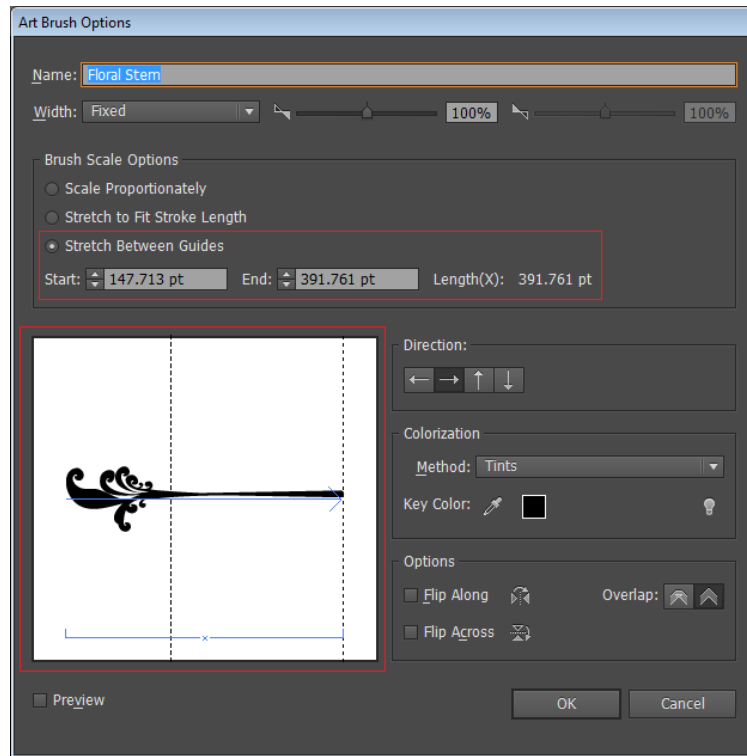 Art Brush Options
Name: Floral Stem
Width: Fixed 100% 100%
Brush Scale Options
Scale Proportionately
Stretch to Fit Stroke Length
Stretch Between Guides
Start: 147.713 pt End: 391.761 pt Length(X): 391.761 pt
Direction:
Colorization
Method: Tints
Key Color:
Options
Flip Along Overlap:
Flip Across
x
Preview OK Cancel